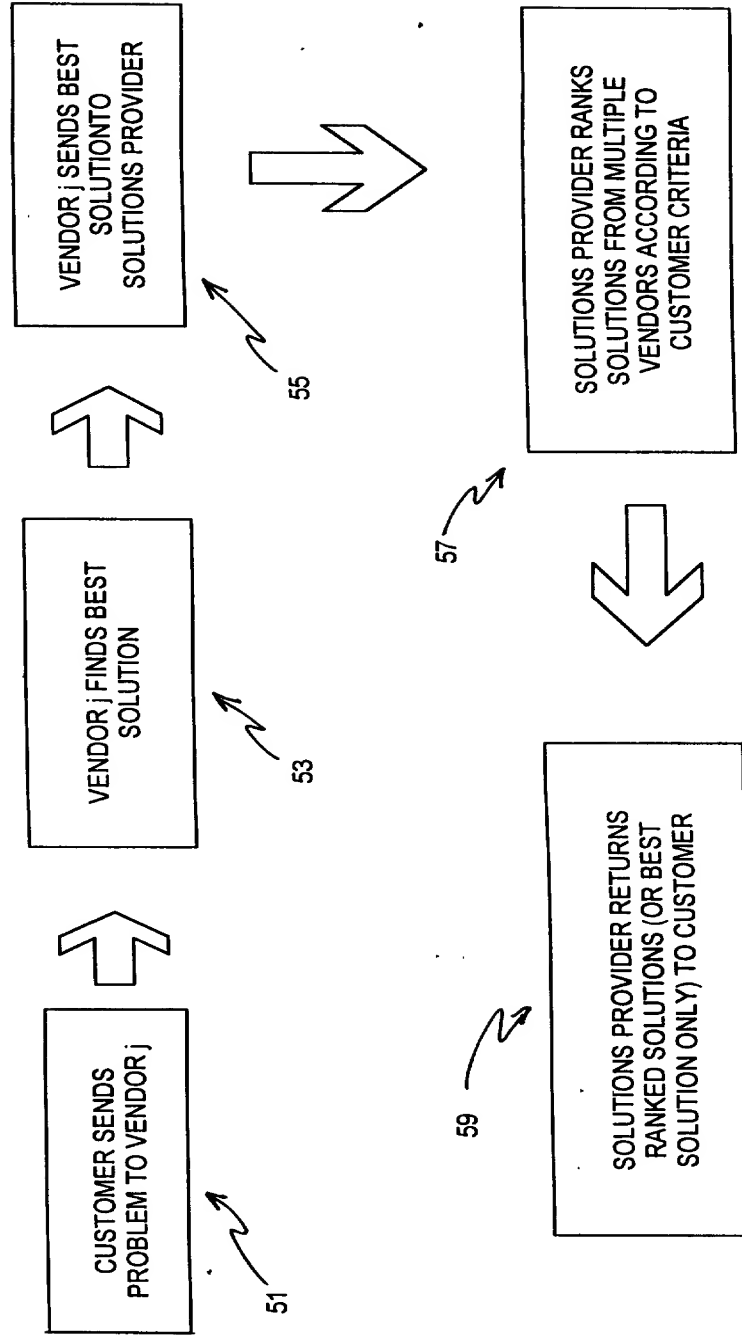 CUSTOMER SENDS
PROBLEM TO VENDOR j
51
VENDOR j FINDS BEST
SOLUTION
53
VENDOR j SENDS BEST
SOLUTIONTO
SOLUTIONS PROVIDER
55
SOLUTIONS PROVIDER RANKS
SOLUTIONS FROM MULTIPLE
VENDORS ACCORDING TO
CUSTOMER CRITERIA
57
SOLUTIONS PROVIDER RETURNS
RANKED SOLUTIONS (OR BEST
SOLUTION ONLY) TO CUSTOMER
59